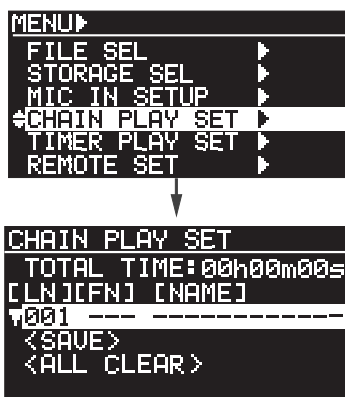 MENU▶
FILE SEL ▶
STORAGE SEL ▶
MIC IN SETUP ▶
CHAIN PLAY SET ▶
TIMER PLAY SET ▶
REMOTE SET ▶
CHAIN PLAY SET
TOTAL TIME:00h00m00s
[LN][FN] [NAME]
001 --- ------------
<SAVE>
<ALL CLEAR>